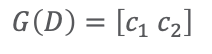 G(D) = [c₁ c₂]